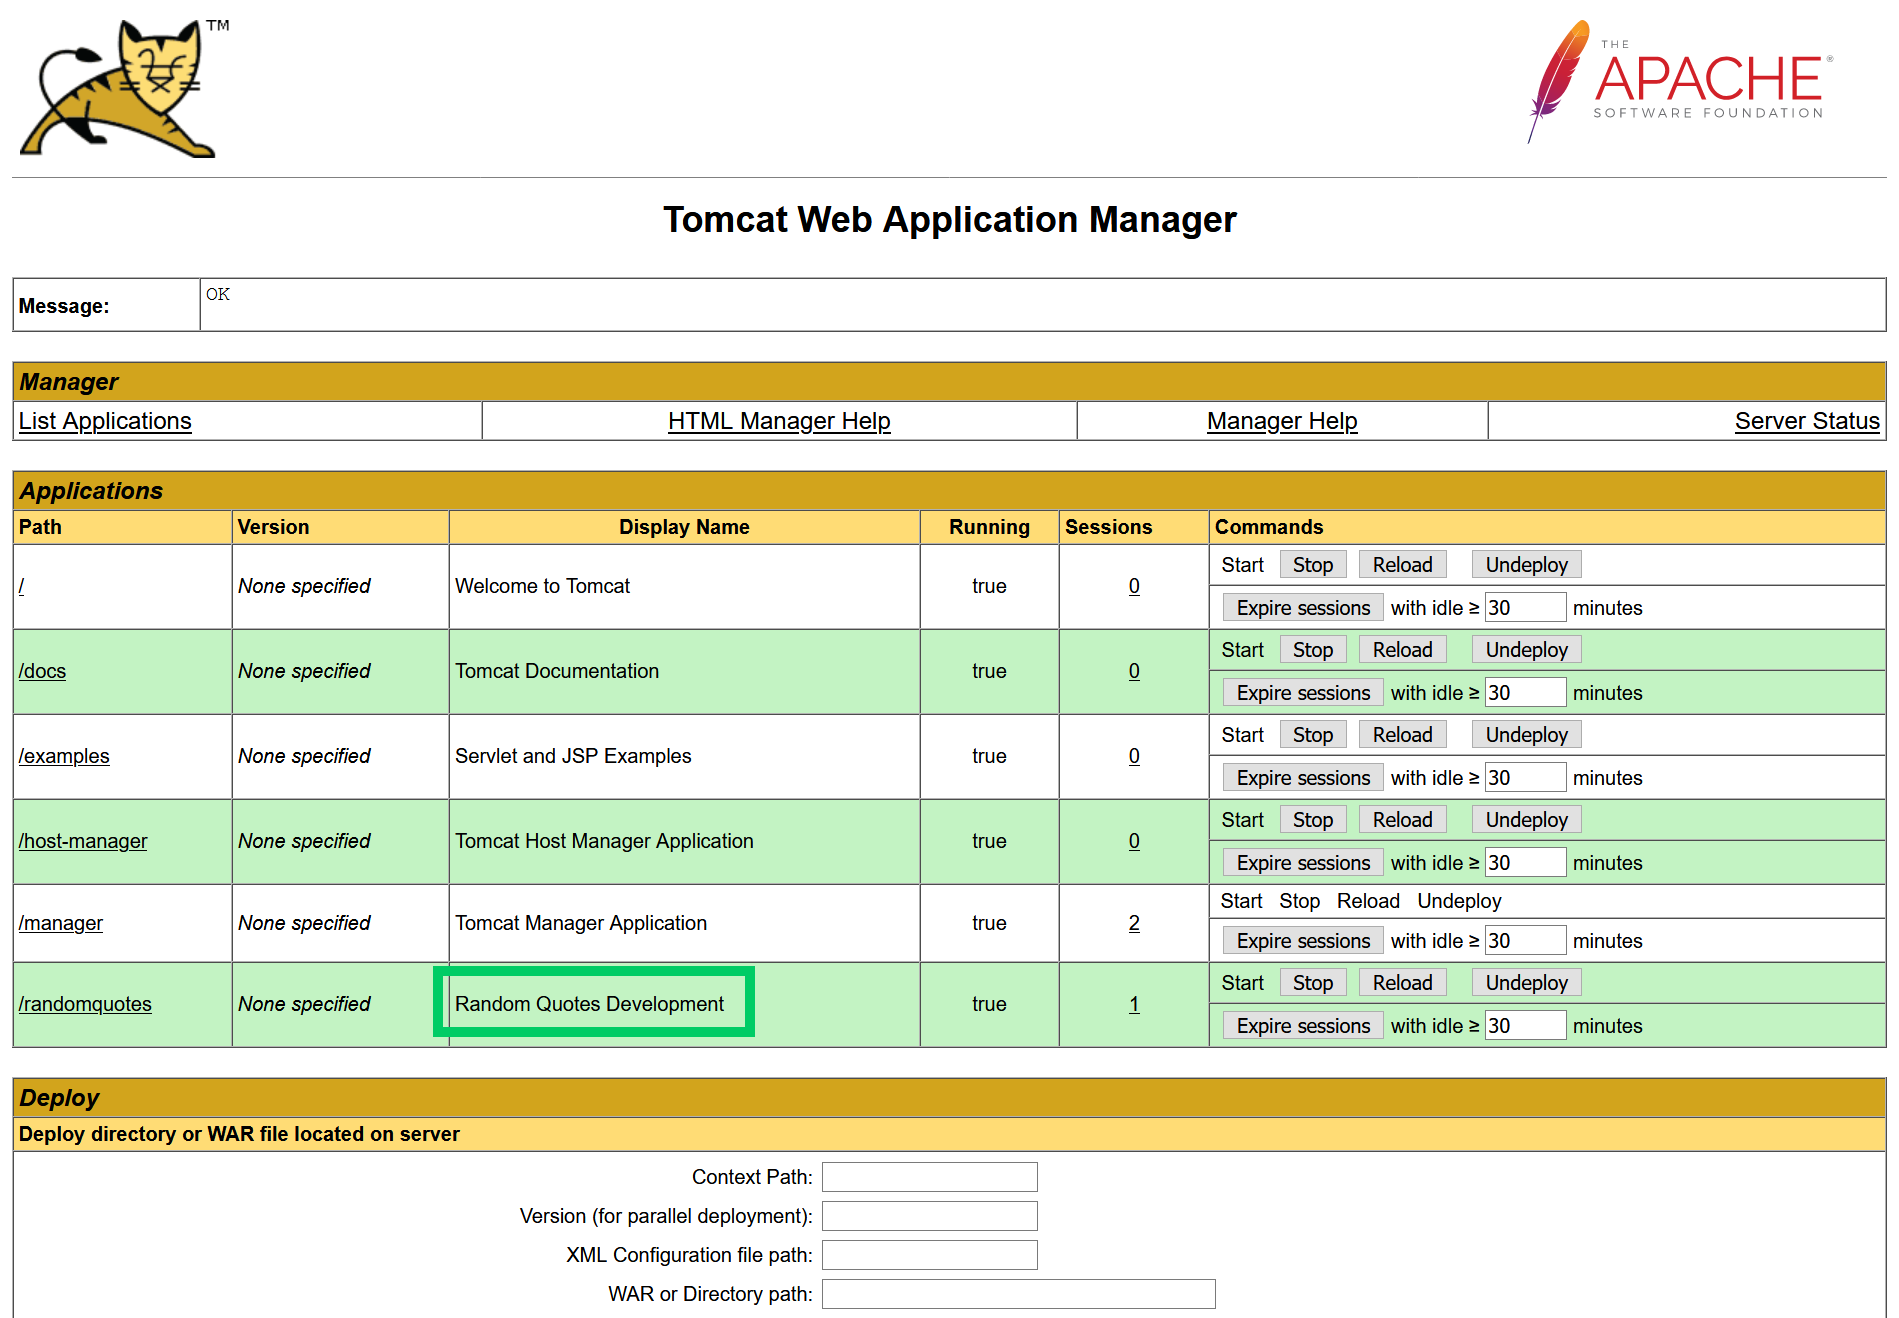 TM
THE
APACHE®
SOFTWARE FOUNDATION
Tomcat Web Application Manager
Message: OK
Manager
List Applications HTML Manager Help Manager Help Server Status
Applications
Path Version Display Name Running Sessions Commands
/ None specified Welcome to Tomcat true 0 Start Stop Reload Undeploy
Expire sessions with idle ≥ 30 minutes
/docs None specified Tomcat Documentation true 0 Start Stop Reload Undeploy
Expire sessions with idle ≥ 30 minutes
/examples None specified Servlet and JSP Examples true 0 Start Stop Reload Undeploy
Expire sessions with idle ≥ 30 minutes
/host-manager None specified Tomcat Host Manager Application true 0 Start Stop Reload Undeploy
Expire sessions with idle ≥ 30 minutes
/manager None specified Tomcat Manager Application true 2 Start Stop Reload Undeploy
Expire sessions with idle ≥ 30 minutes
/randomquotes None specified Random Quotes Development true 1 Start Stop Reload Undeploy
Expire sessions with idle ≥ 30 minutes
Deploy
Deploy directory or WAR file located on server
Context Path:
Version (for parallel deployment):
XML Configuration file path:
WAR or Directory path: